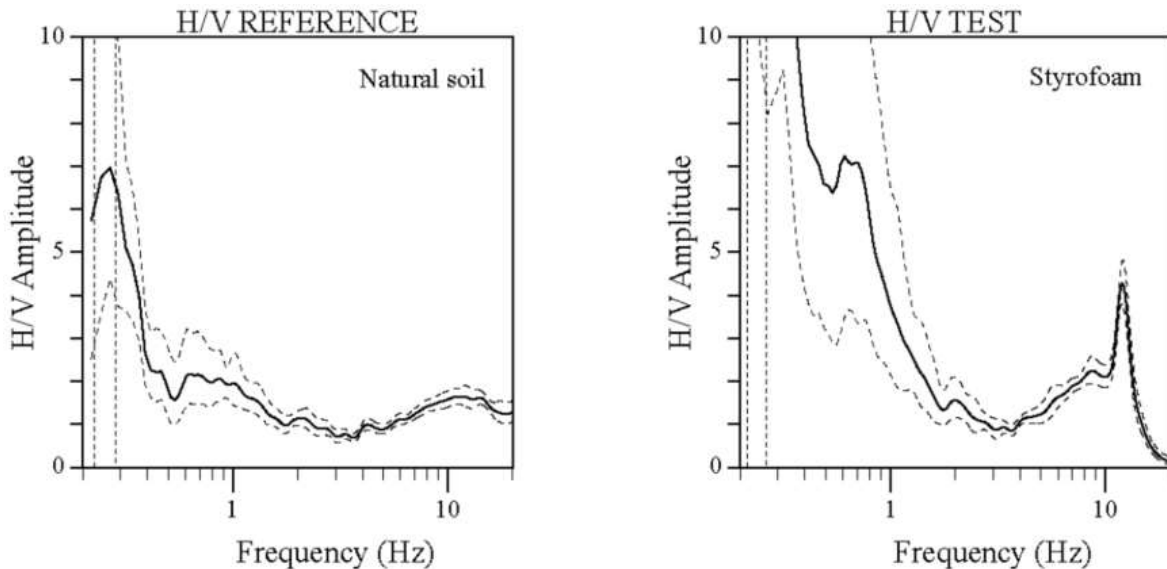 H/V REFERENCE
10
Natural soil
5
0
H/V Amplitude
1
10
Frequency (Hz)
H/V TEST
10
Styrofoam
5
0
H/V Amplitude
1
10
Frequency (Hz)